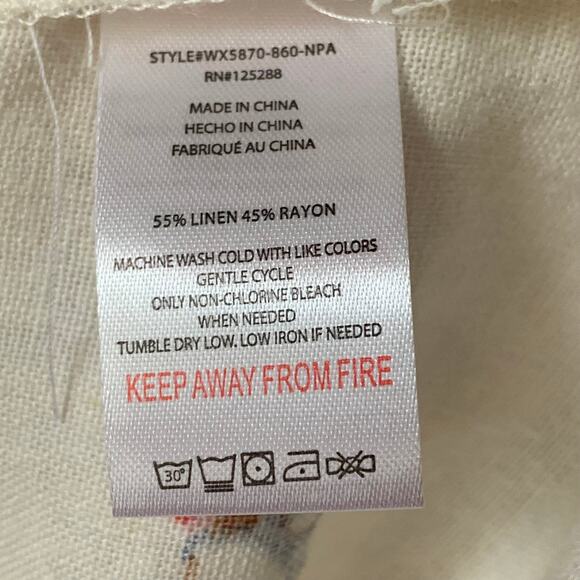 STYLE#WX5870-860-NPA
RN#125288
MADE IN CHINA
HECHO IN CHINA
FABRIQUÉ AU CHINA
55% LINEN 45% RAYON
MACHINE WASH COLD WITH LIKE COLORS
GENTLE CYCLE
ONLY NON-CHLORINE BLEACH
WHEN NEEDED
TUMBLE DRY LOW. LOW IRON IF NEEDED
KEEP AWAY FROM FIRE
30°